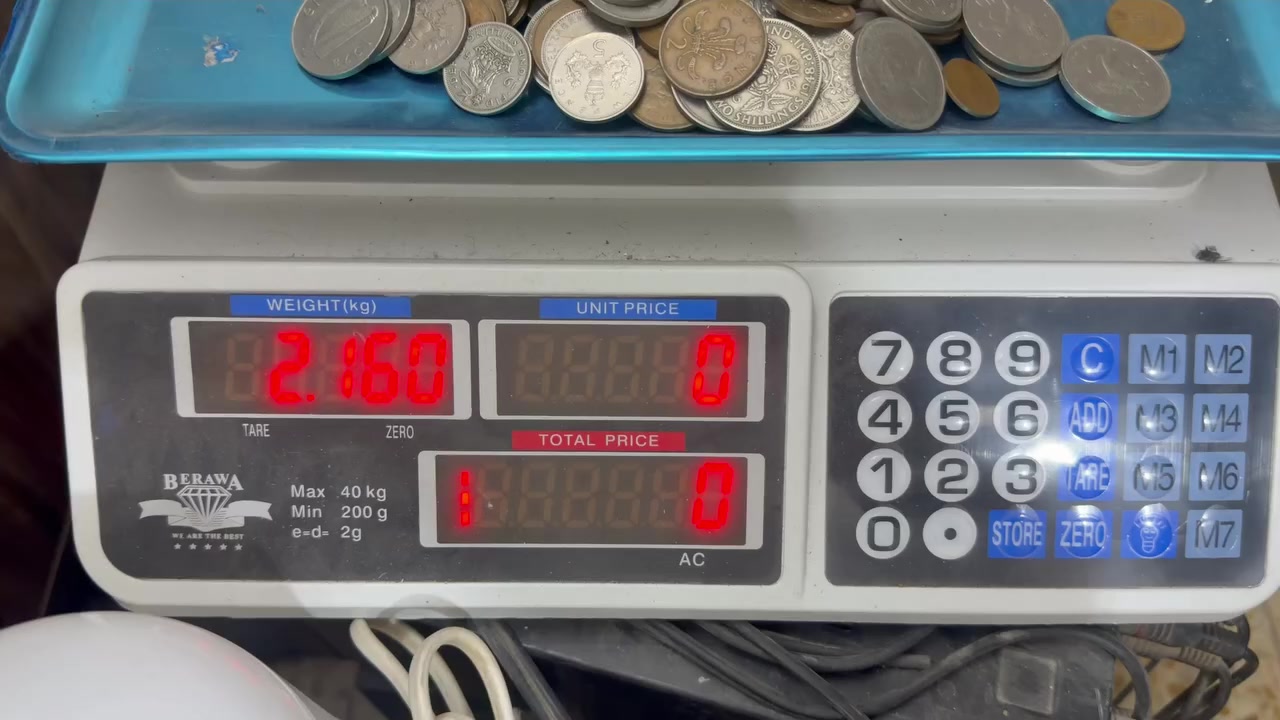 TWO SHILLINGS
WEIGHT(kg)
UNIT PRICE
2.160
0
TARE
ZERO
TOTAL PRICE
0
AC
BERAWA
WE ARE THE BEST
Max 40 kg
Min 200 g
e=d= 2g
7 8 9 C M1 M2
4 5 6 ADD M3 M4
1 2 3 TARE M5 M6
0 . STORE ZERO M7